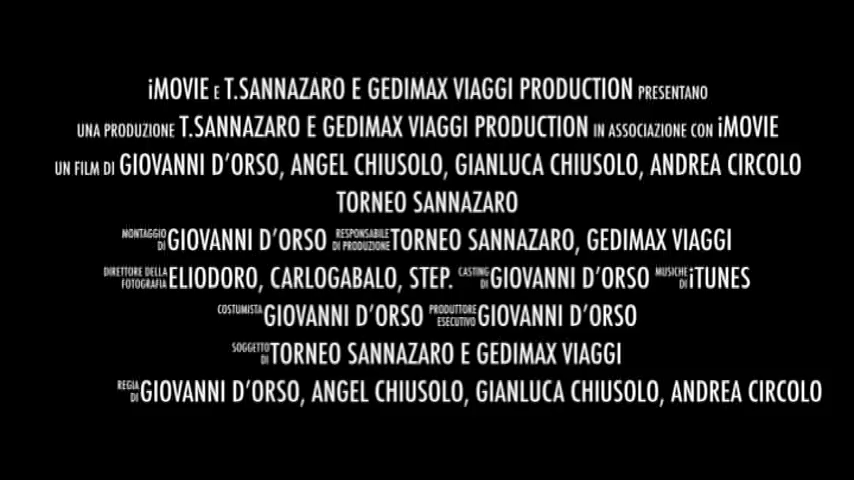 iMOVIE E T.SANNAZARO E GEDIMAX VIAGGI PRODUCTION PRESENTANO
UNA PRODUZIONE T.SANNAZARO E GEDIMAX VIAGGI PRODUCTION IN ASSOCIAZIONE CON iMOVIE
UN FILM DI GIOVANNI D'ORSO, ANGEL CHIUSOLO, GIANLUCA CHIUSOLO, ANDREA CIRCOLO
TORNEO SANNAZARO
MONTAGGIO DI GIOVANNI D'ORSO RESPONSABILE DI PRODUZIONE TORNEO SANNAZARO, GEDIMAX VIAGGI
DIRETTORE DELLA FOTOGRAFIA ELIODORO, CARLOGABALO, STEP. CASTING DI GIOVANNI D'ORSO MUSICHE DI iTUNES
COSTUMISTA GIOVANNI D'ORSO PRODUTTORE ESECUTIVO GIOVANNI D'ORSO
SOGGETTO DI TORNEO SANNAZARO E GEDIMAX VIAGGI
REGIA DI GIOVANNI D'ORSO, ANGEL CHIUSOLO, GIANLUCA CHIUSOLO, ANDREA CIRCOLO